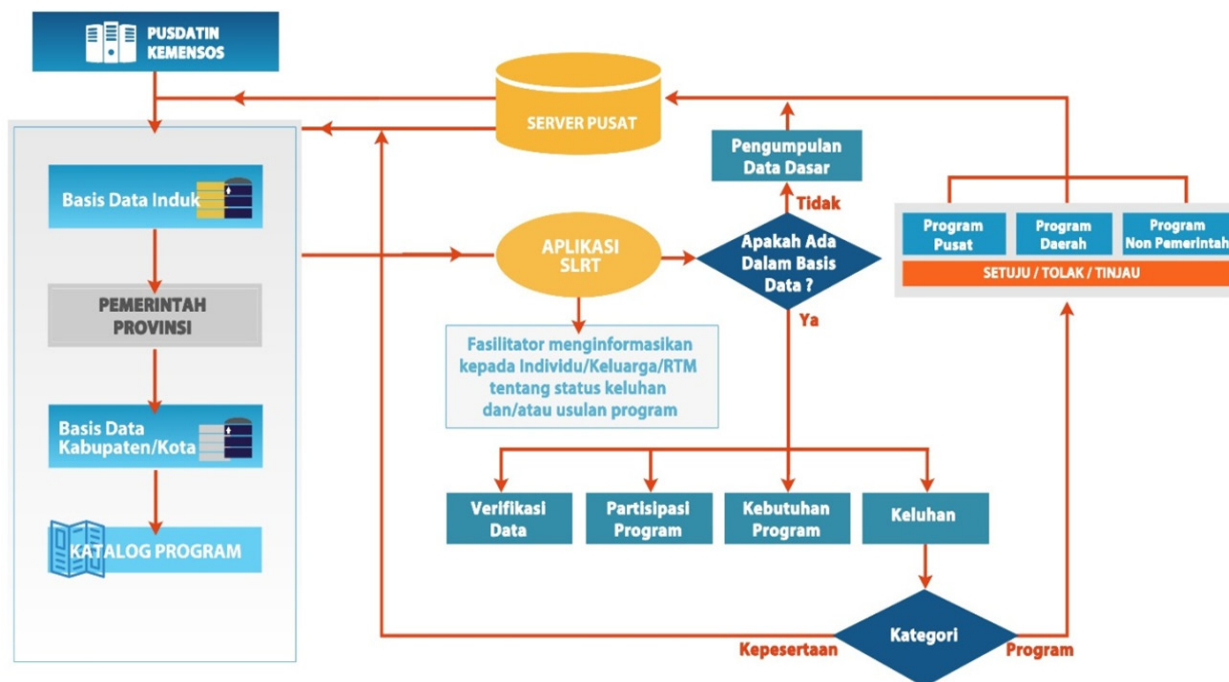 PUSDATIN
KEMENSOS
SERVER PUSAT
Pengumpulan
Data Dasar
Tidak
Basis Data Induk
APLIKASI
SLRT
Apakah Ada
Dalam Basis
Data ?
Program
Pusat
Program
Daerah
Program
Non Pemerintah
SETUJU / TOLAK / TINJAU
PEMERINTAH
PROVINSI
Ya
Fasilitator menginformasikan
kepada Individu/Keluarga/RTM
tentang status keluhan
dan/atau usulan program
Basis Data
Kabupaten/Kota
Verifikasi
Data
Partisipasi
Program
Kebutuhan
Program
Keluhan
KATALOG PROGRAM
Kategori
Kepesertaan
Program